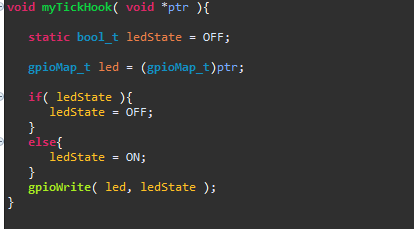 void myTickHook( void *ptr ){
static bool_t ledState = OFF;
gpioMap_t led = (gpioMap_t)ptr;
if( ledState ){
ledState = OFF;
}
else{
ledState = ON;
}
gpioWrite( led, ledState );
}